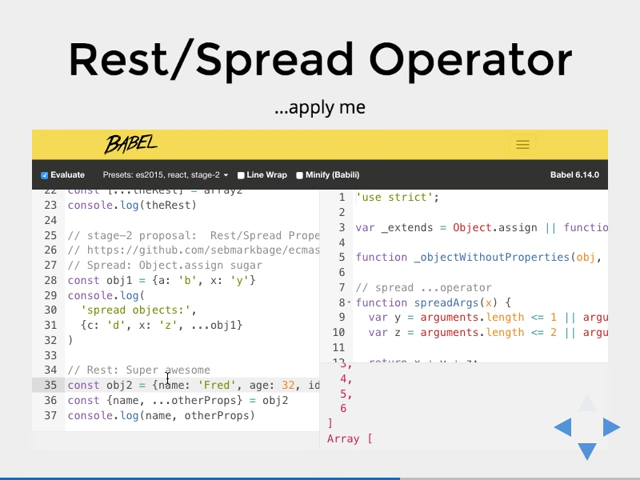 Rest/Spread Operator
...apply me
BABEL
Evaluate Presets: es2015, react, stage-2 Line Wrap Minify (Babili) Babel 6.14.0
22 const [...theRest] = array2
23 console.log(theRest)
24
25 // stage-2 proposal: Rest/Spread Prope
26 // https://github.com/sebmarkbage/ecmas
27 // Spread: Object.assign sugar
28 const obj1 = {a: 'b', x: 'y'}
29 console.log(
30 'spread objects:',
31 {c: 'd', x: 'z', ...obj1}
32 )
33
34 // Rest: Super awesome
35 const obj2 = {name: 'Fred', age: 32, id
36 const {name, ...otherProps} = obj2
37 console.log(name, otherProps)
1 'use strict';
2
3 var _extends = Object.assign || functio
4
5 function _objectWithoutProperties(obj,
6
7 // spread ...operator
8 function spreadArgs(x) {
9 var y = arguments.length <= 1 || argu
10 var z = arguments.length <= 2 || argu
11
12
3,
4,
5,
6
]
Array [